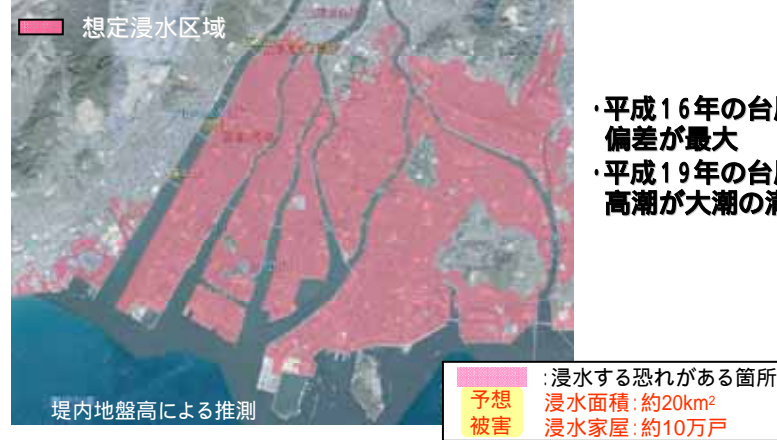 想定浸水区域
・平成16年の台
偏差が最大
・平成19年の台
高潮が大潮の
:浸水する恐れがある箇所
予想
被害
浸水面積:約20km²
浸水家屋:約10万戸
堤内地盤高による推測